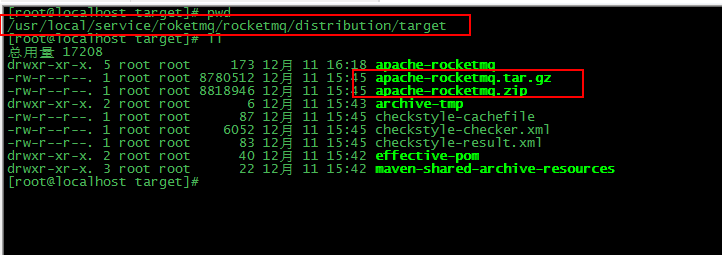 [root@localhost target]# pwd
/usr/local/service/roketmq/rocketmq/distribution/target
[root@localhost target]# ll
总用量 17208
drwxr-xr-x. 5 root root     173 12月 11 16:18 apache-rocketmq
-rw-r--r--. 1 root root 8780512 12月 11 15:45 apache-rocketmq.tar.gz
-rw-r--r--. 1 root root 8818946 12月 11 15:45 apache-rocketmq.zip
drwxr-xr-x. 2 root root       6 12月 11 15:43 archive-tmp
-rw-r--r--. 1 root root      87 12月 11 15:45 checkstyle-cachefile
-rw-r--r--. 1 root root    6052 12月 11 15:45 checkstyle-checker.xml
-rw-r--r--. 1 root root      83 12月 11 15:45 checkstyle-result.xml
drwxr-xr-x. 2 root root      40 12月 11 15:42 effective-pom
drwxr-xr-x. 3 root root      22 12月 11 15:42 maven-shared-archive-resources
[root@localhost target]#